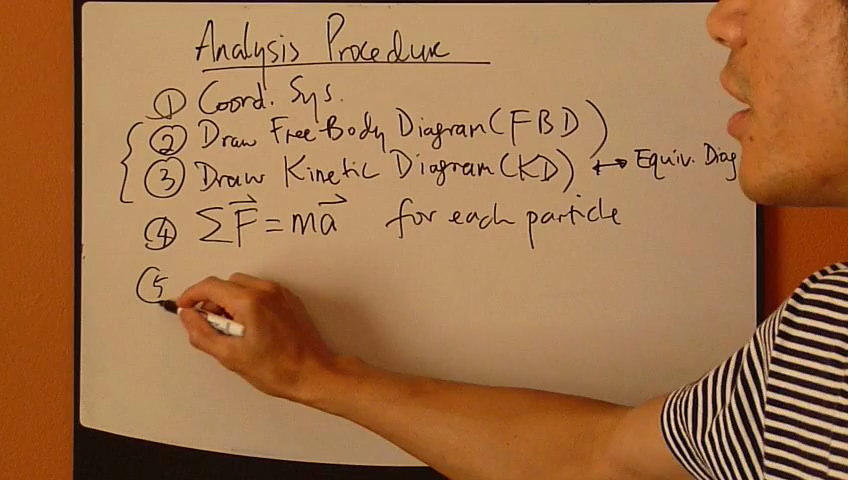 Analysis Procedure
① Coord. Sys.
② Draw Free Body Diagram (FBD)
③ Draw Kinetic Diagram (KD) ↔ Equiv. Diag
④ ΣF⃗ = ma⃗ for each particle
⑤